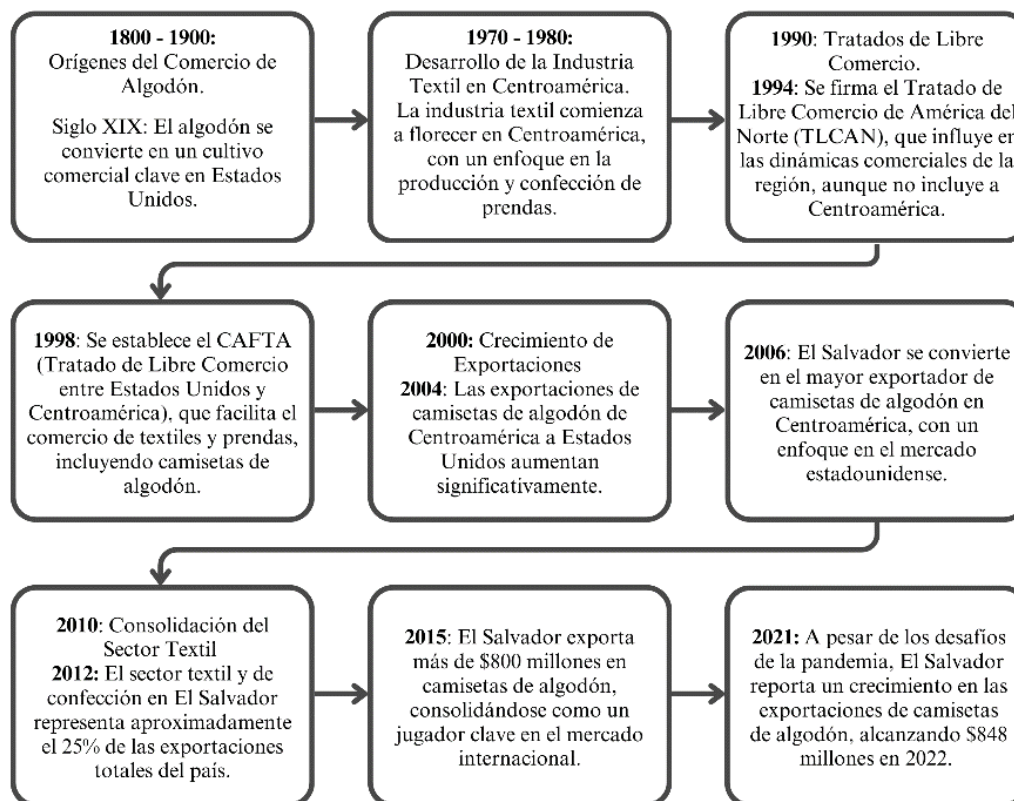 1800 - 1900:
Orígenes del Comercio de
Algodón.
Siglo XIX: El algodón se
convierte en un cultivo
comercial clave en Estados
Unidos.
1970 - 1980:
Desarrollo de la Industria
Textil en Centroamérica.
La industria textil comienza
a florecer en Centroamérica,
con un enfoque en la
producción y confección de
prendas.
1990: Tratados de Libre
Comercio.
1994: Se firma el Tratado de
Libre Comercio de América del
Norte (TLCAN), que influye en
las dinámicas comerciales de la
región, aunque no incluye a
Centroamérica.
1998: Se establece el CAFTA
(Tratado de Libre Comercio
entre Estados Unidos y
Centroamérica), que facilita el
comercio de textiles y prendas,
incluyendo camisetas de
algodón.
2000: Crecimiento de
Exportaciones
2004: Las exportaciones de
camisetas de algodón de
Centroamérica a Estados
Unidos aumentan
significativamente.
2006: El Salvador se convierte
en el mayor exportador de
camisetas de algodón en
Centroamérica, con un
enfoque en el mercado
estadounidense.
2010: Consolidación del
Sector Textil
2012: El sector textil y de
confección en El Salvador
representa aproximadamente
el 25% de las exportaciones
totales del país.
2015: El Salvador exporta
más de $800 millones en
camisetas de algodón,
consolidándose como un
jugador clave en el mercado
internacional.
2021: A pesar de los desafíos
de la pandemia, El Salvador
reporta un crecimiento en las
exportaciones de camisetas
de algodón, alcanzando $848
millones en 2022.